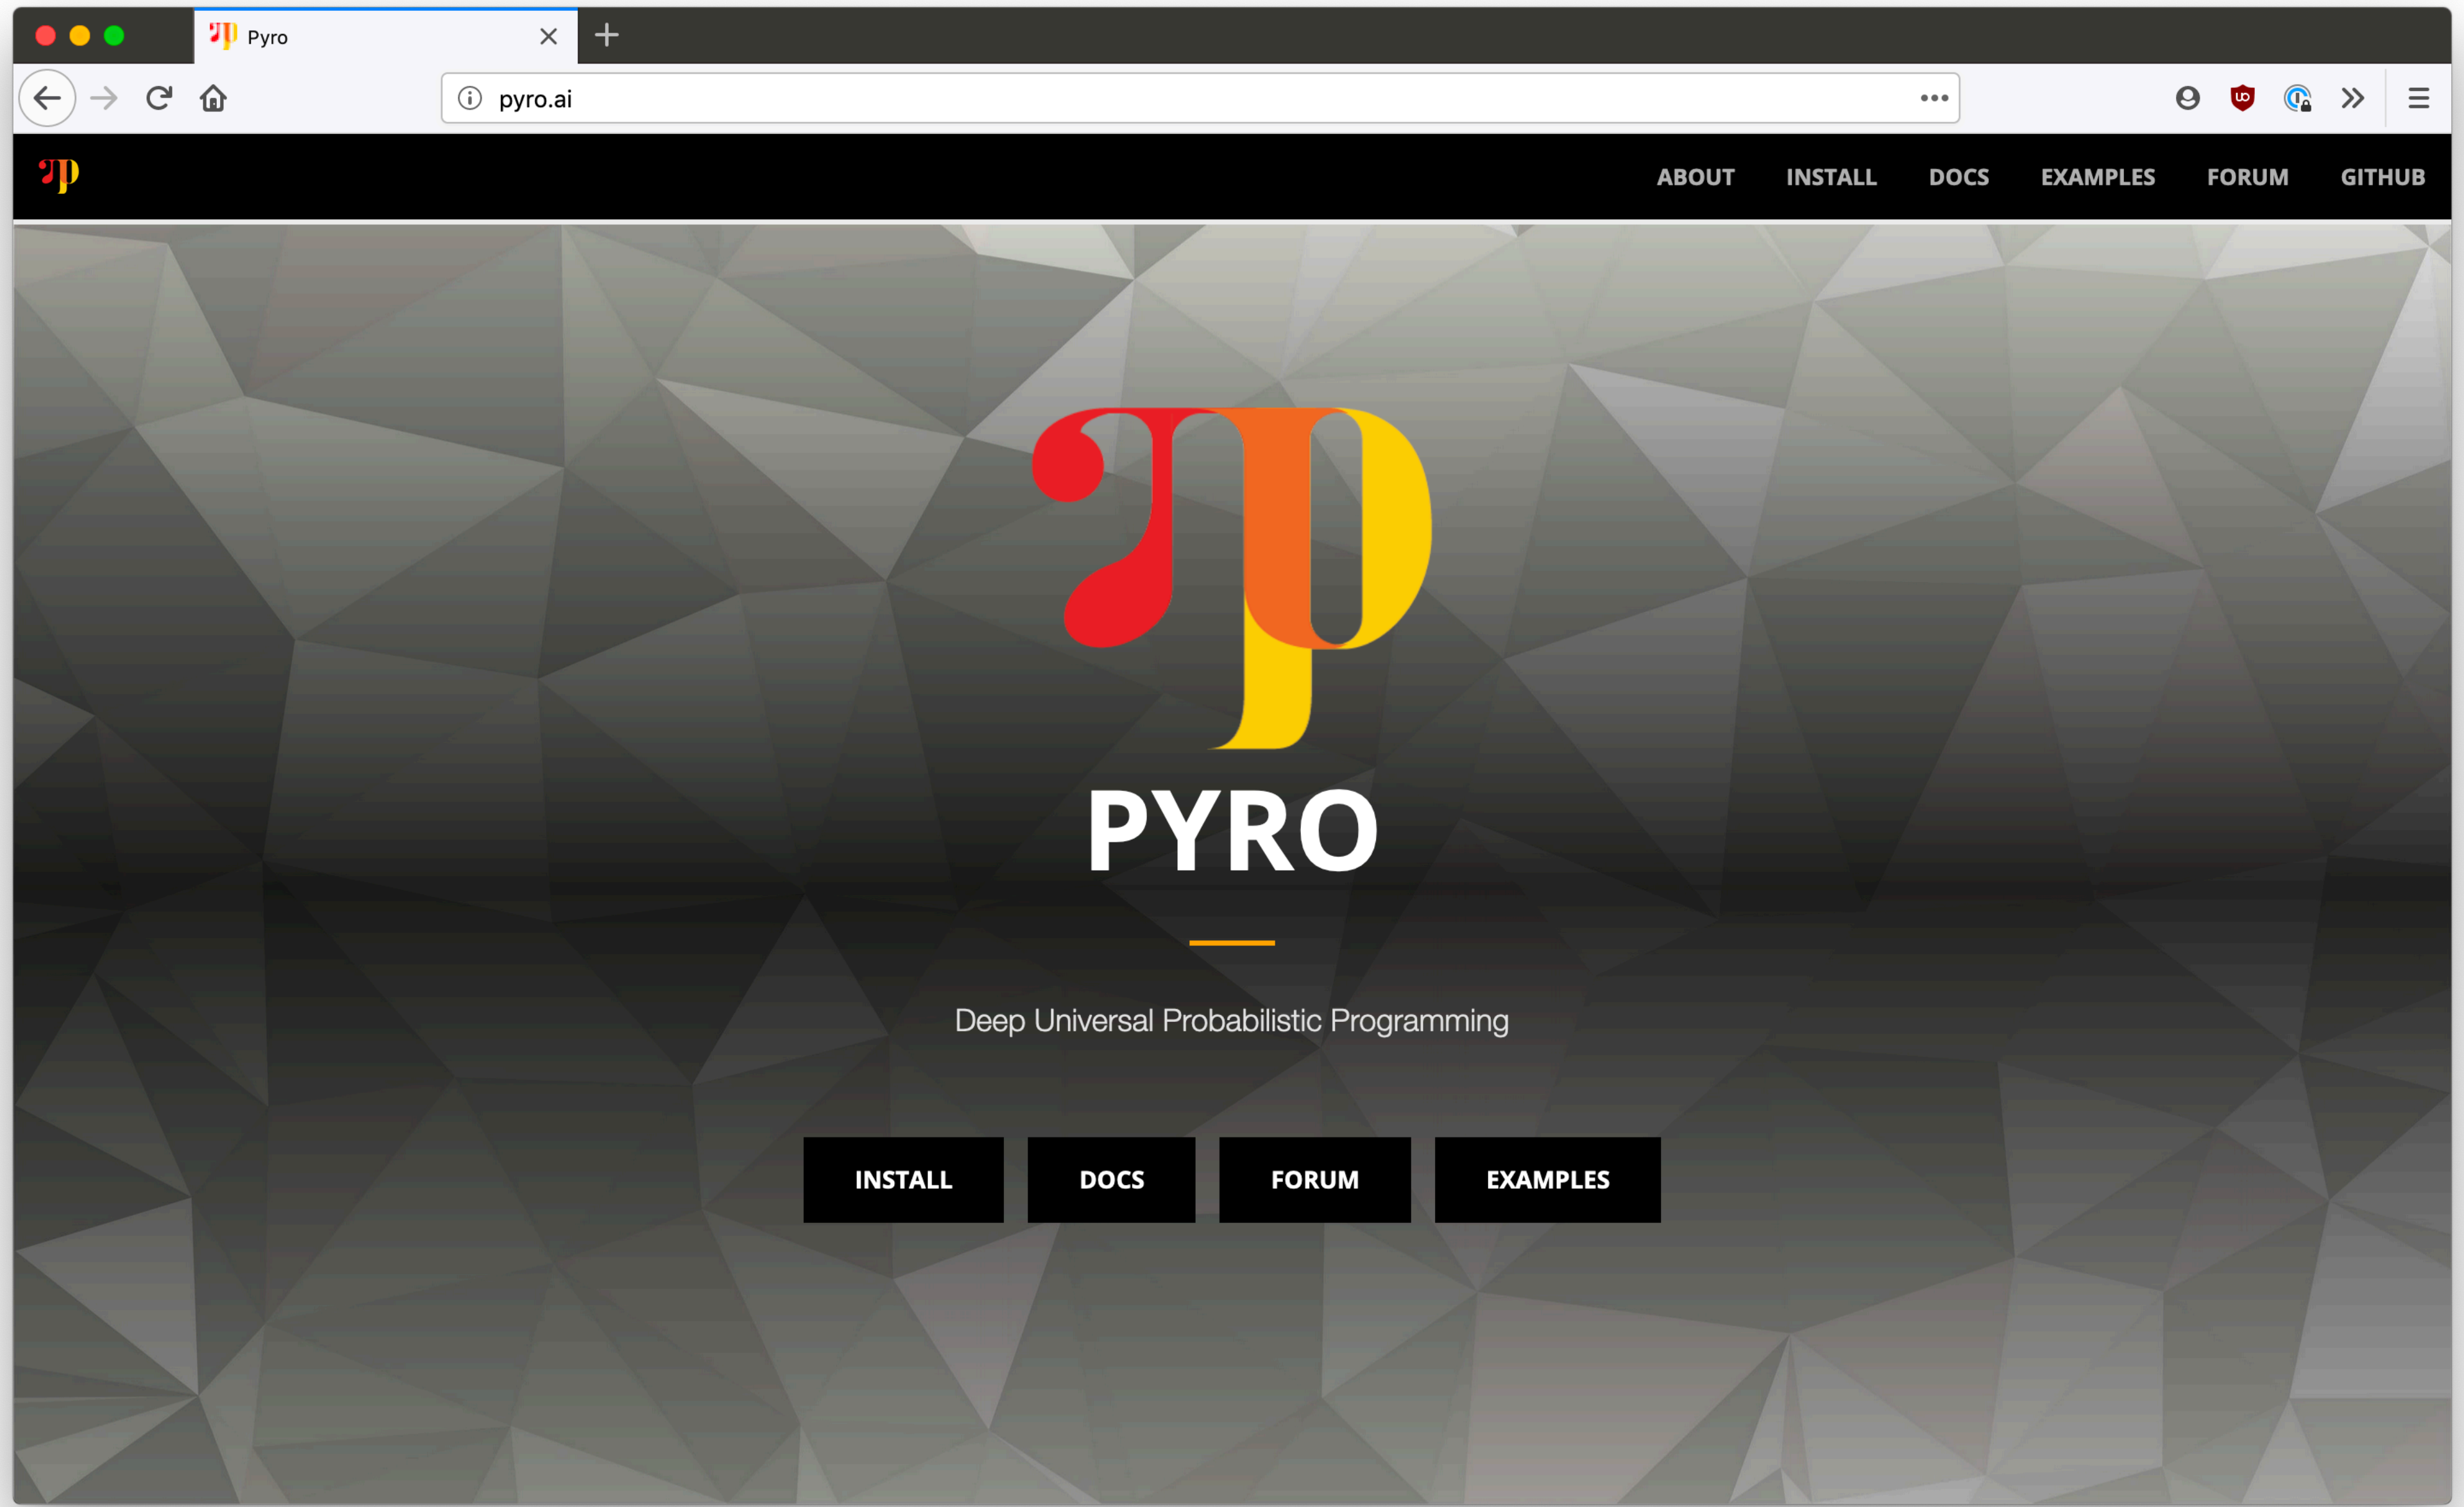 Pyro
pyro.ai
ABOUT INSTALL DOCS EXAMPLES FORUM GITHUB
PYRO
Deep Universal Probabilistic Programming
INSTALL DOCS FORUM EXAMPLES